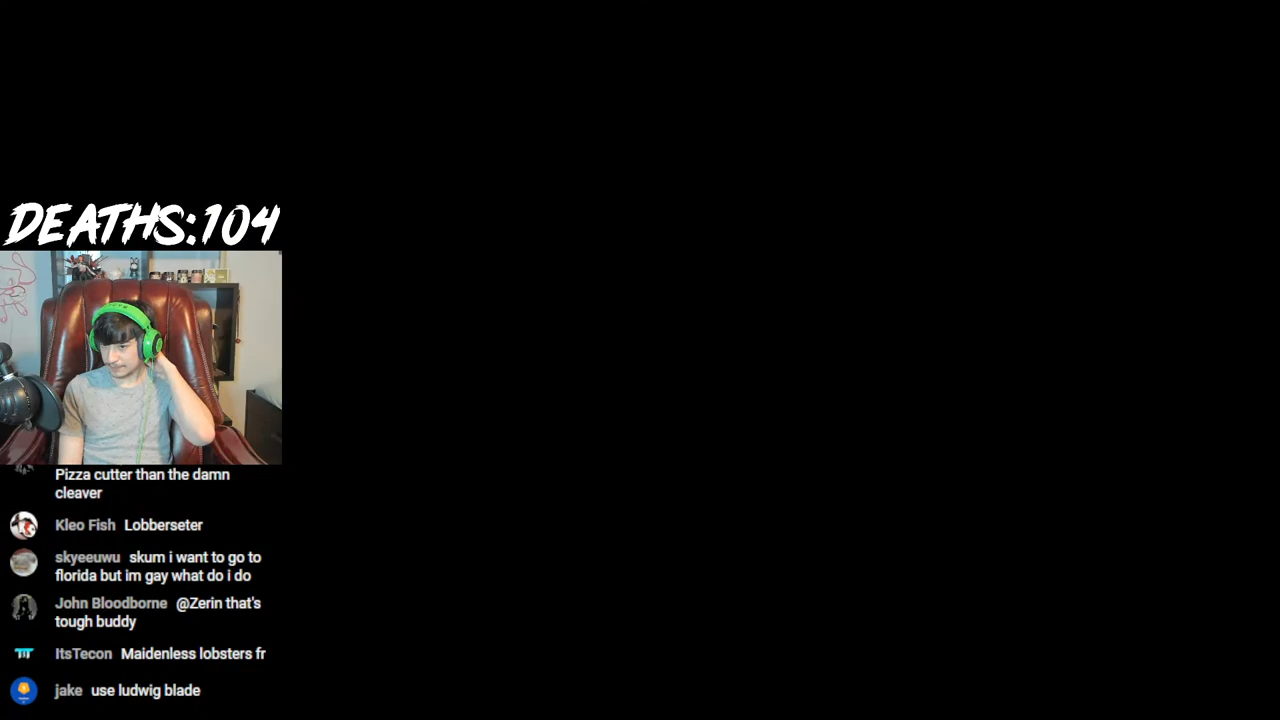 DEATHS:104
Pizza cutter than the damn
cleaver
Kleo Fish Lobberseter
skyeeuwu skum i want to go to
florida but im gay what do i do
John Bloodborne @Zerin that's
tough buddy
ItsTecon Maidenless lobsters fr
jake use ludwig blade